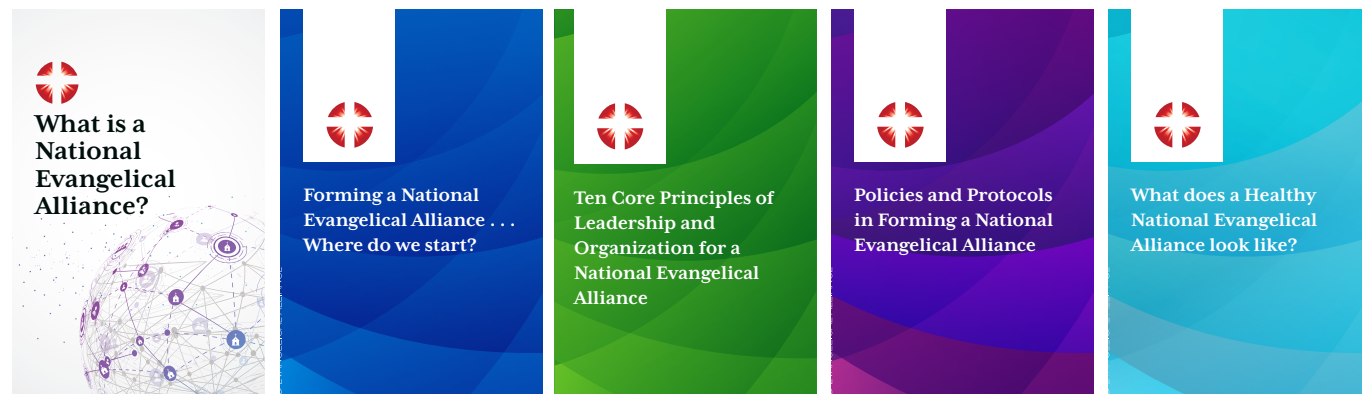 What is a
National
Evangelical
Alliance?
Forming a National
Evangelical Alliance . . .
Where do we start?
Ten Core Principles of
Leadership and
Organization for a
National Evangelical
Alliance
Policies and Protocols
in Forming a National
Evangelical Alliance
What does a Healthy
National Evangelical
Alliance look like?